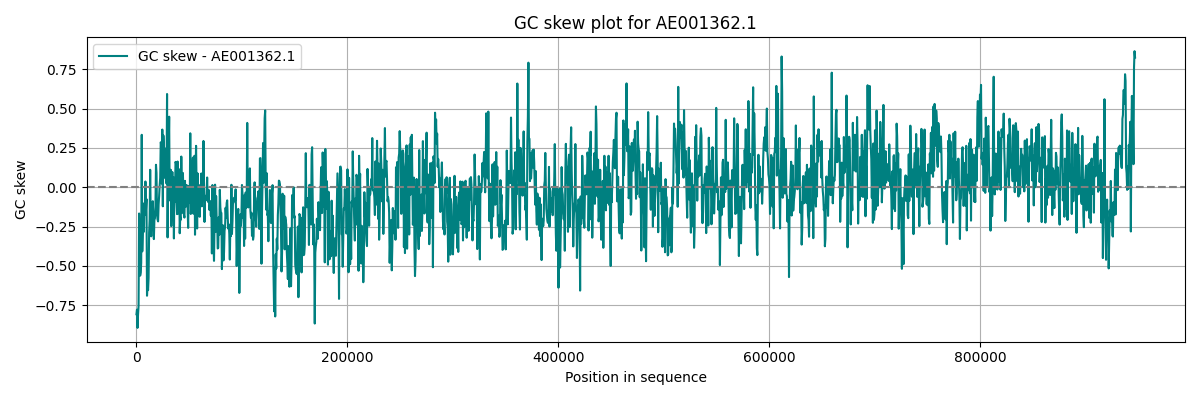 GC skew plot for AE001362.1
GC skew - AE001362.1
GC skew
0.75
0.50
0.25
0.00
−0.25
−0.50
−0.75
0 200000 400000 600000 800000
Position in sequence